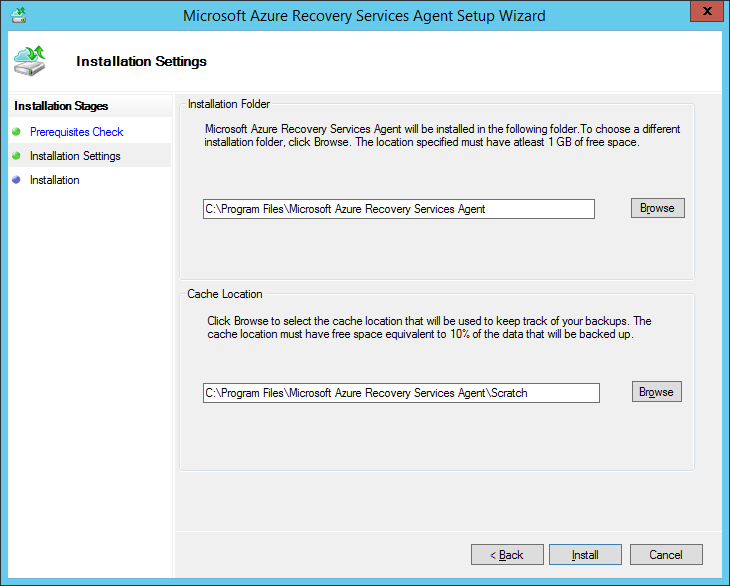 Microsoft Azure Recovery Services Agent Setup Wizard
x
Installation Settings
Installation Stages
Prerequisites Check
Installation Settings
Installation
Installation Folder
Microsoft Azure Recovery Services Agent will be installed in the following folder.To choose a different
installation folder, click Browse. The location specified must have atleast 1 GB of free space.
C:\Program Files\Microsoft Azure Recovery Services Agent
Browse
Cache Location
Click Browse to select the cache location that will be used to keep track of your backups. The
cache location must have free space equivalent to 10% of the data that will be backed up.
C:\Program Files\Microsoft Azure Recovery Services Agent\Scratch
Browse
< Back
Install
Cancel